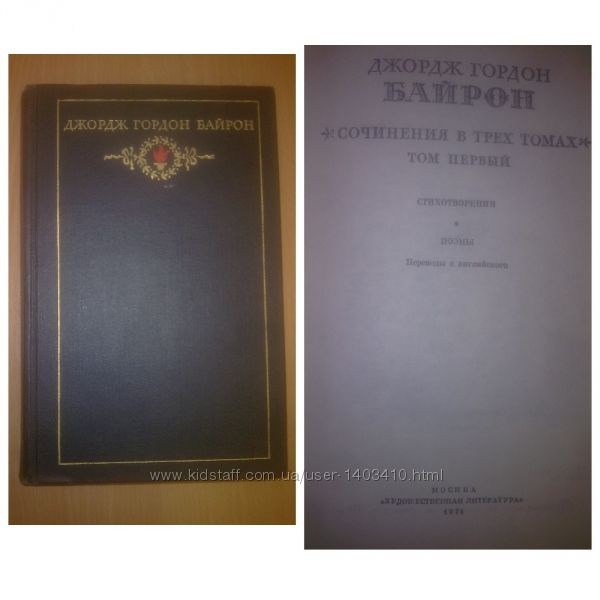 ДЖОРДЖ ГОРДОН БАЙРОН
ДЖОРДЖ ГОРДОН
БАЙРОН
СОЧИНЕНИЯ В ТРЕХ ТОМАХ
ТОМ ПЕРВЫЙ
СТИХОТВОРЕНИЯ
ПОЭМЫ
Переводы с английского
МОСКВА
«ХУДОЖЕСТВЕННАЯ ЛИТЕРАТУРА»
1974
www.kidstaff.com.ua/user-1403410.html